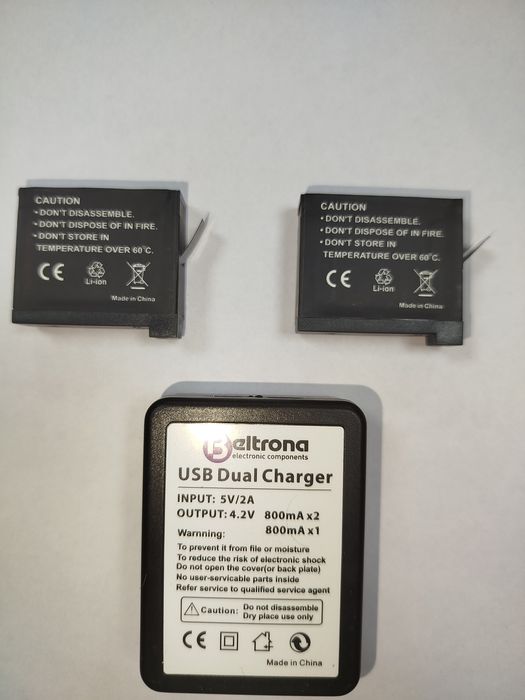 CAUTION
• DON'T DISASSEMBLE.
• DON'T DISPOSE OF IN FIRE.
• DON'T STORE IN
TEMPERATURE OVER 60°C.
CE
Li-ion
Made in China
CAUTION
• DON'T DISASSEMBLE.
• DON'T DISPOSE OF IN FIRE.
• DON'T STORE IN
TEMPERATURE OVER 60°C.
CE
Li-ion
Made in China
Beltrona
electronic components
USB Dual Charger
INPUT: 5V/2A
OUTPUT: 4.2V 800mA x2
800mA x1
Warnning:
To prevent it from file or moisture
To reduce the risk of electronic shock
Do not open the cover(or back plate)
No user-servicable parts inside
Refer service to qualified service agent
Caution: Do not disassemble
Dry place use only
CE
Made in China